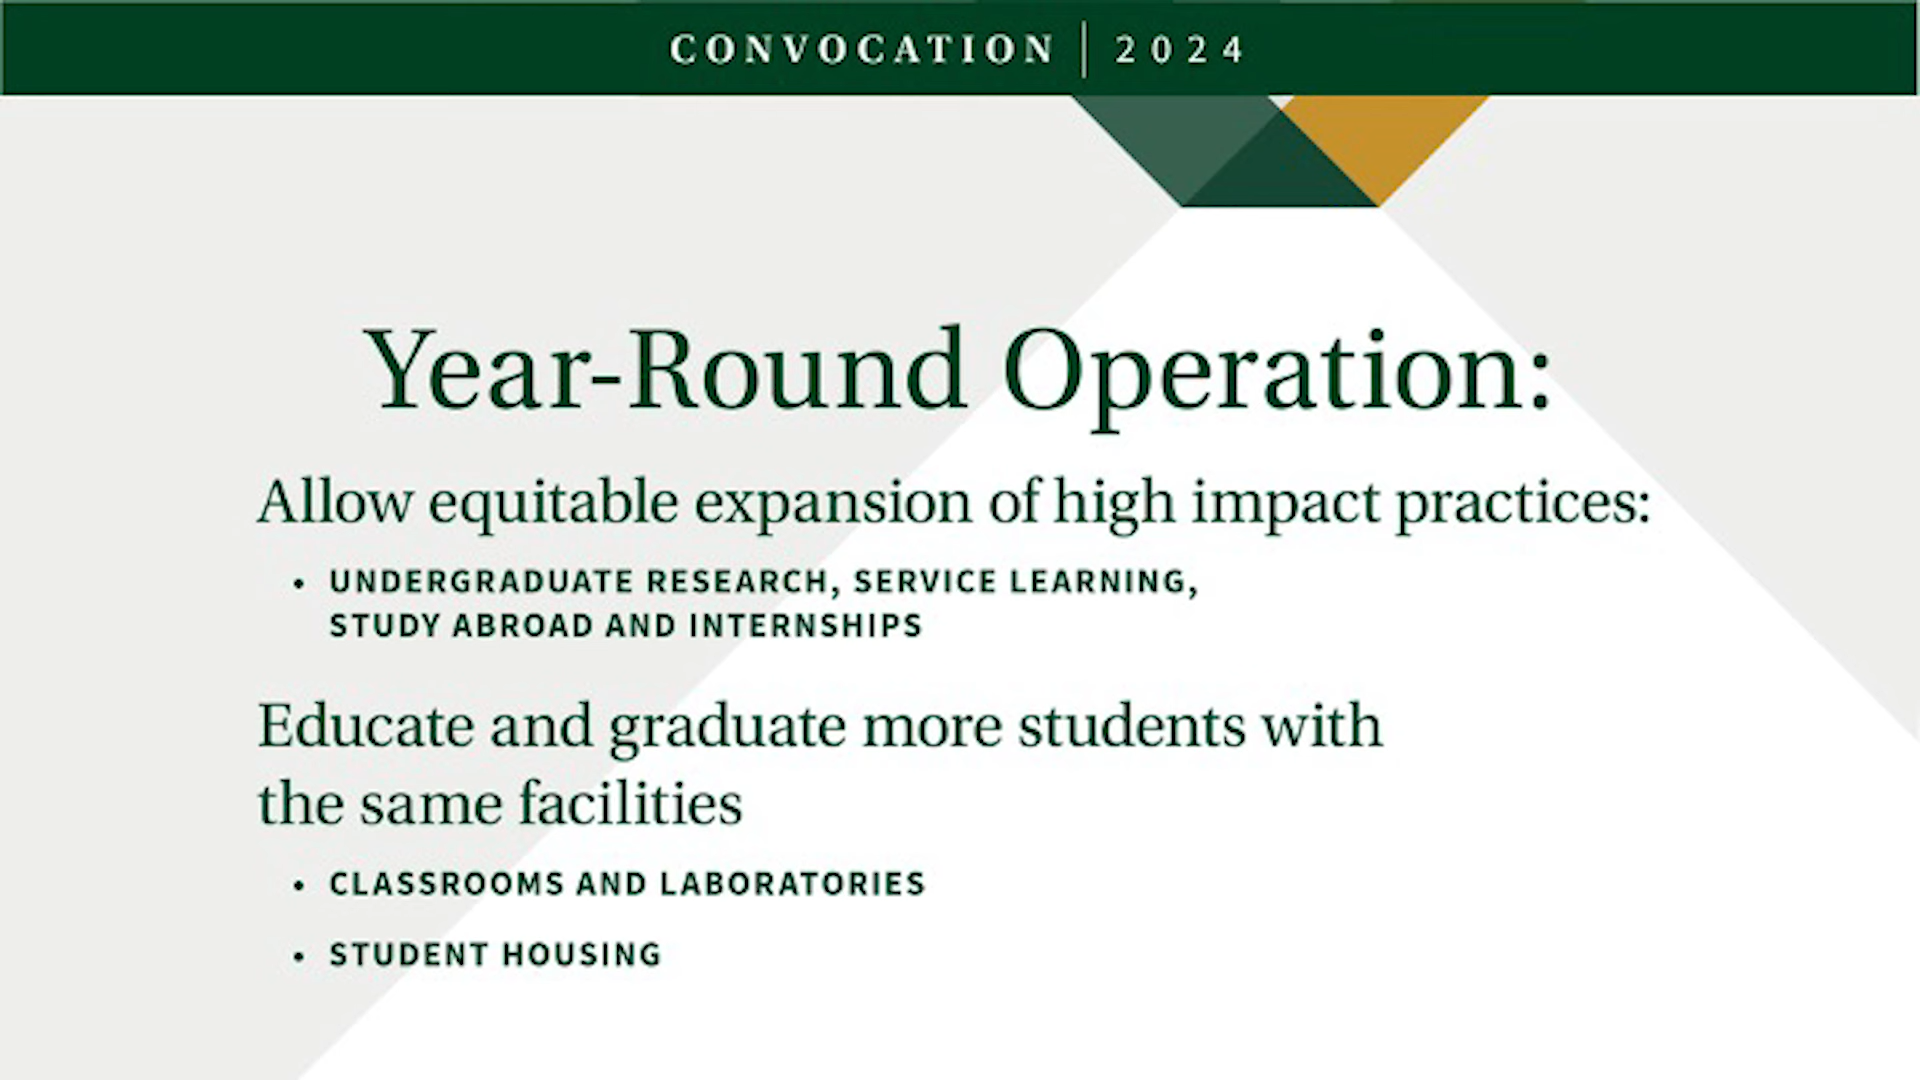 CONVOCATION | 2024
Year-Round Operation:
Allow equitable expansion of high impact practices:
• UNDERGRADUATE RESEARCH, SERVICE LEARNING,
STUDY ABROAD AND INTERNSHIPS
Educate and graduate more students with
the same facilities
• CLASSROOMS AND LABORATORIES
• STUDENT HOUSING